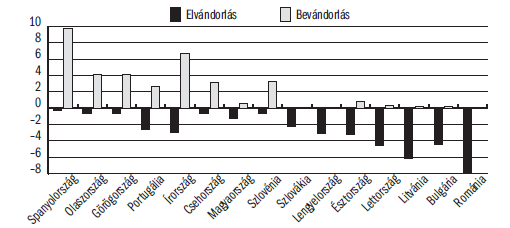 Elvándorlás Bevándorlás
10
8
6
4
2
0
–2
–4
–6
–8
Spanyolország
Olaszország
Görögország
Portugália
Írország
Csehország
Magyaország
Szlovénia
Szlovákia
Lengyelország
Észtország
Lettország
Litvánia
Bulgária
Románia